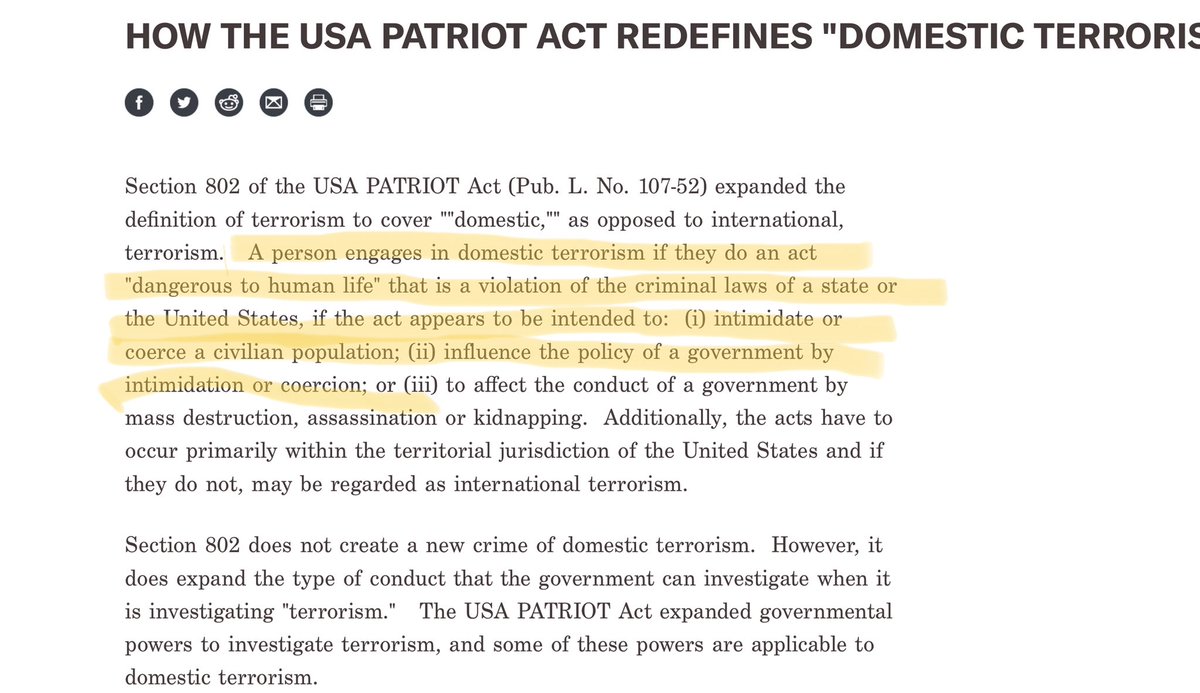 HOW THE USA PATRIOT ACT REDEFINES "DOMESTIC TERRORIS
Section 802 of the USA PATRIOT Act (Pub. L. No. 107-52) expanded the
definition of terrorism to cover ""domestic,"" as opposed to international,
terrorism. A person engages in domestic terrorism if they do an act
"dangerous to human life" that is a violation of the criminal laws of a state or
the United States, if the act appears to be intended to: (i) intimidate or
coerce a civilian population; (ii) influence the policy of a government by
intimidation or coercion; or (iii) to affect the conduct of a government by
mass destruction, assassination or kidnapping. Additionally, the acts have to
occur primarily within the territorial jurisdiction of the United States and if
they do not, may be regarded as international terrorism.
Section 802 does not create a new crime of domestic terrorism. However, it
does expand the type of conduct that the government can investigate when it
is investigating "terrorism." The USA PATRIOT Act expanded governmental
powers to investigate terrorism, and some of these powers are applicable to
domestic terrorism.